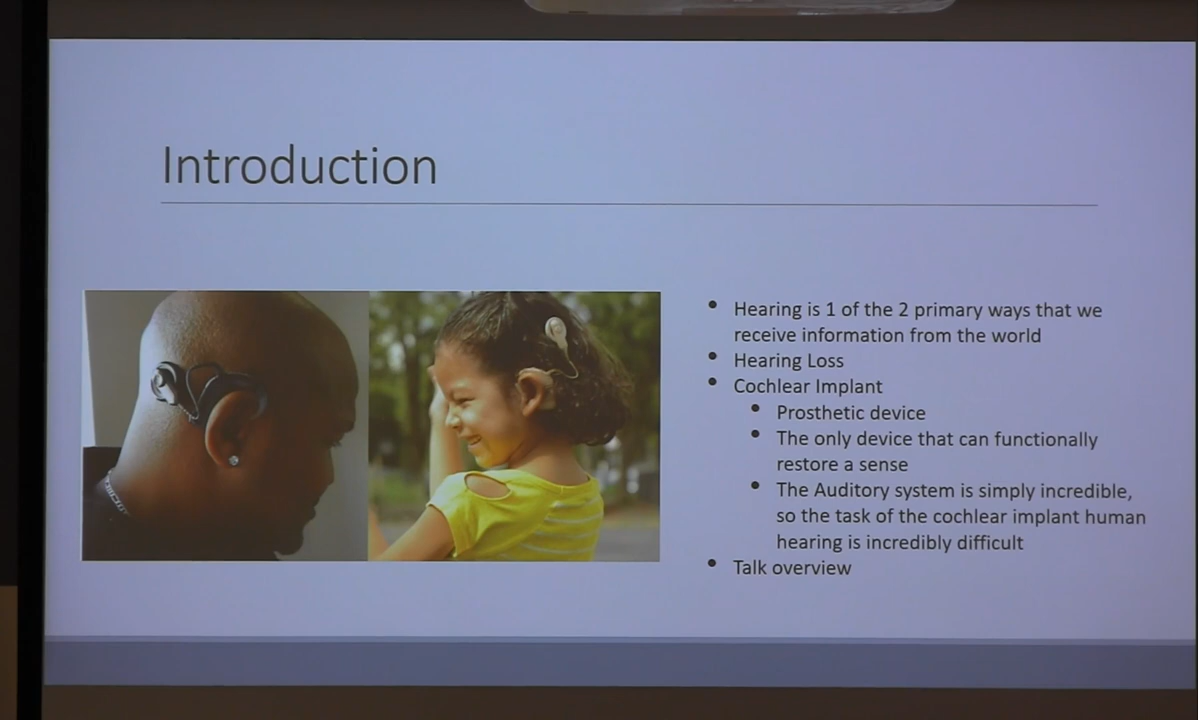 Introduction
• Hearing is 1 of the 2 primary ways that we
receive information from the world
• Hearing Loss
• Cochlear Implant
• Prosthetic device
• The only device that can functionally
restore a sense
• The Auditory system is simply incredible,
so the task of the cochlear implant human
hearing is incredibly difficult
• Talk overview